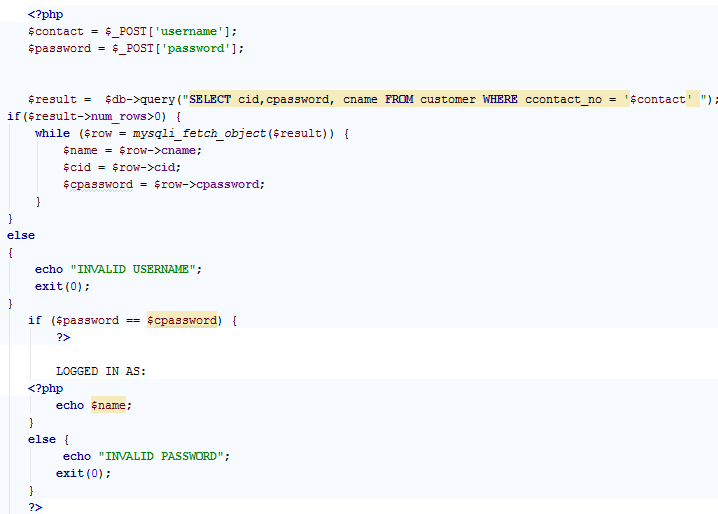 <?php
$contact = $_POST['username'];
$password = $_POST['password'];
$result =  $db->query("SELECT cid,cpassword, cname FROM customer WHERE ccontact_no = '$contact' ");
if($result->num_rows>0) {
while ($row = mysqli_fetch_object($result)) {
$name = $row->cname;
$cid = $row->cid;
$cpassword = $row->cpassword;
}
}
else
{
echo "INVALID USERNAME";
exit(0);
}
if ($password == $cpassword) {
?>
LOGGED IN AS:
<?php
echo $name;
}
else {
echo "INVALID PASSWORD";
exit(0);
}
?>